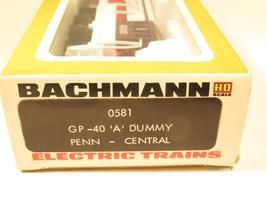 BACHMANN HO
SCALE
0581
GP-40 'A' DUMMY
PENN - CENTRAL
ELECTRIC TRAINS